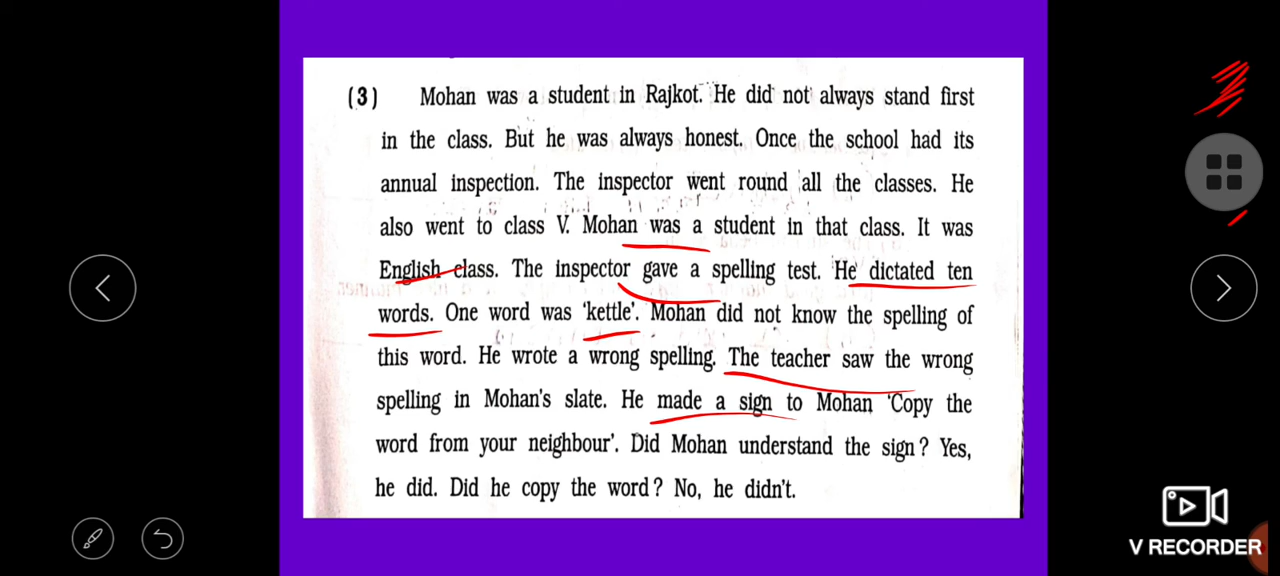 (3) Mohan was a student in Rajkot. He did not always stand first
in the class. But he was always honest. Once the school had its
annual inspection. The inspector went round all the classes. He
also went to class V. Mohan was a student in that class. It was
English class. The inspector gave a spelling test. He dictated ten
words. One word was ‘kettle’. Mohan did not know the spelling of
this word. He wrote a wrong spelling. The teacher saw the wrong
spelling in Mohan's slate. He made a sign to Mohan ‘Copy the
word from your neighbour’. Did Mohan understand the sign? Yes,
he did. Did he copy the word? No, he didn't.
V RECORDER